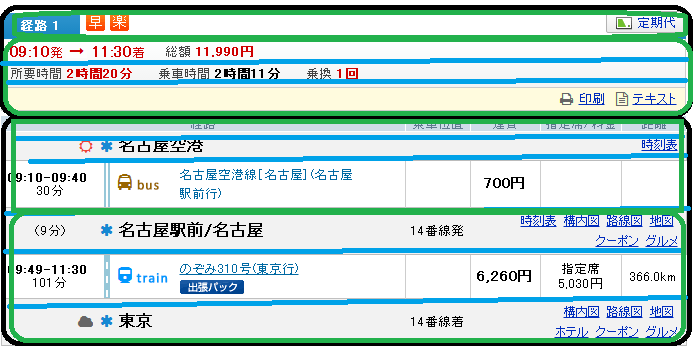 経路 1 早 楽 定期代
09:10発 → 11:30着 総額 11,990円
所要時間 2時間20分 乗車時間 2時間11分 乗換 1回
印刷 テキスト
経路 乗車位置 運賃 指定席/料金 距離
名古屋空港 時刻表
09:10-09:40
30分
bus
名古屋空港線[名古屋](名古屋
駅前行)
700円
(9分) 名古屋駅前/名古屋 14番線発
時刻表 構内図 路線図 地図
クーポン グルメ
09:49-11:30
101分
train
のぞみ310号(東京行)
出張パック
6,260円
指定席
5,030円
366.0km
東京 14番線着
構内図 路線図 地図
ホテル クーポン グルメ